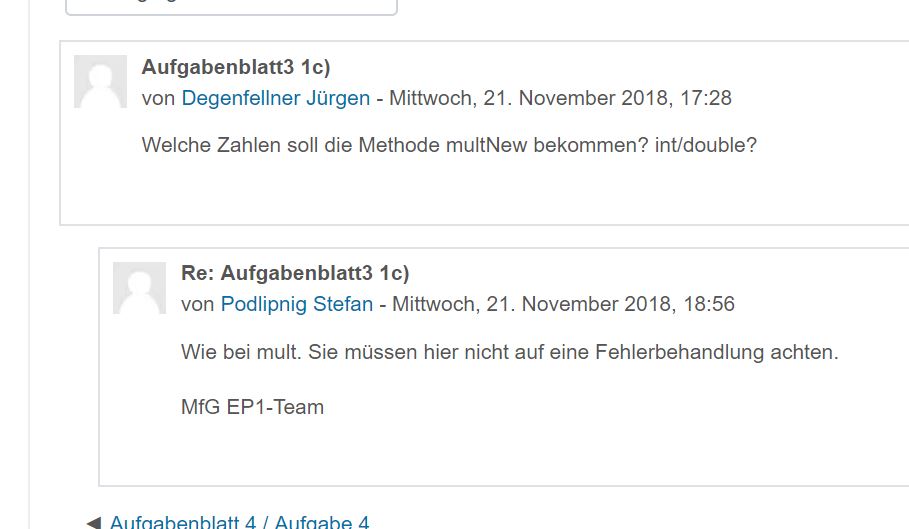 Aufgabenblatt3 1c)
von Degenfellner Jürgen - Mittwoch, 21. November 2018, 17:28
Welche Zahlen soll die Methode multNew bekommen? int/double?
Re: Aufgabenblatt3 1c)
von Podlipnig Stefan - Mittwoch, 21. November 2018, 18:56
Wie bei mult. Sie müssen hier nicht auf eine Fehlerbehandlung achten.
MfG EP1-Team
◄ Aufgabenblatt 4 / Aufgabe 4